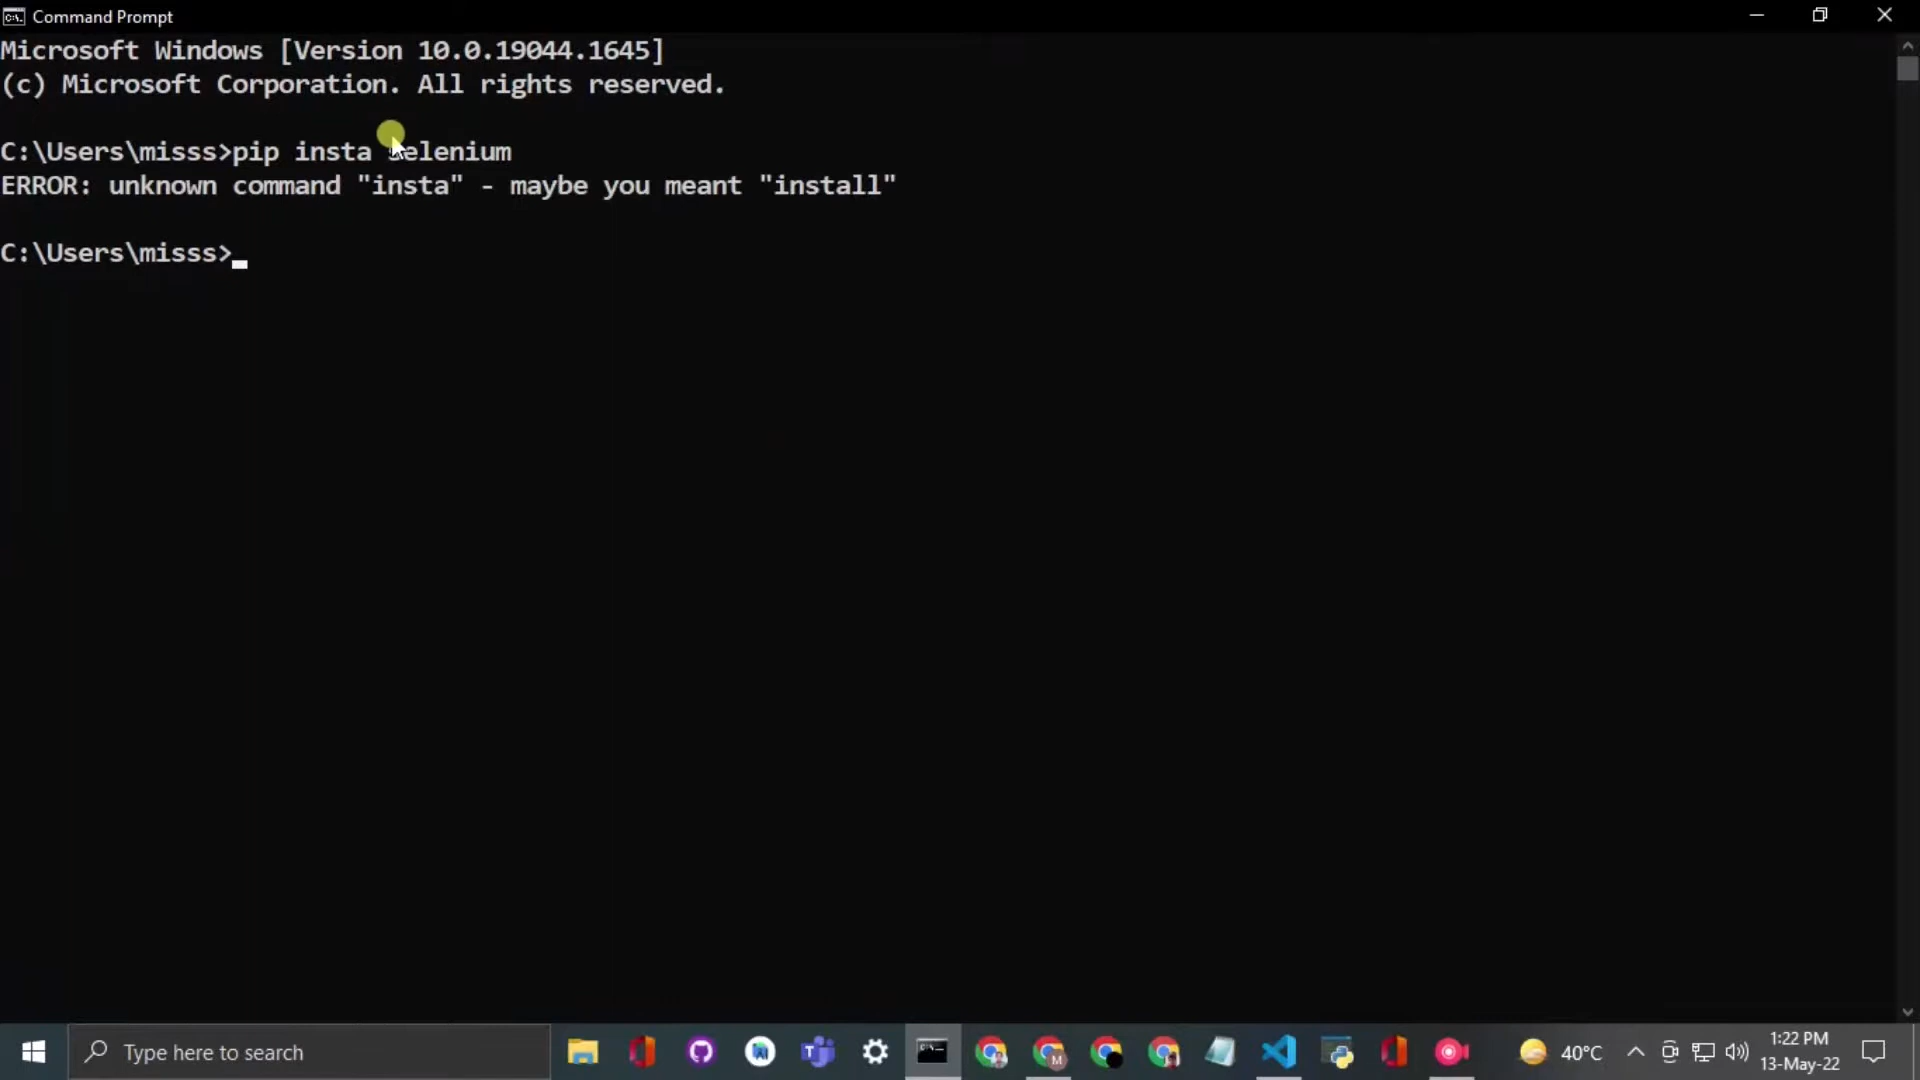 Command Prompt
Microsoft Windows [Version 10.0.19044.1645]
(c) Microsoft Corporation. All rights reserved.
C:\Users\misss>pip insta selenium
ERROR: unknown command "insta" - maybe you meant "install"
C:\Users\misss>
Type here to search
40°C
1:22 PM
13-May-22